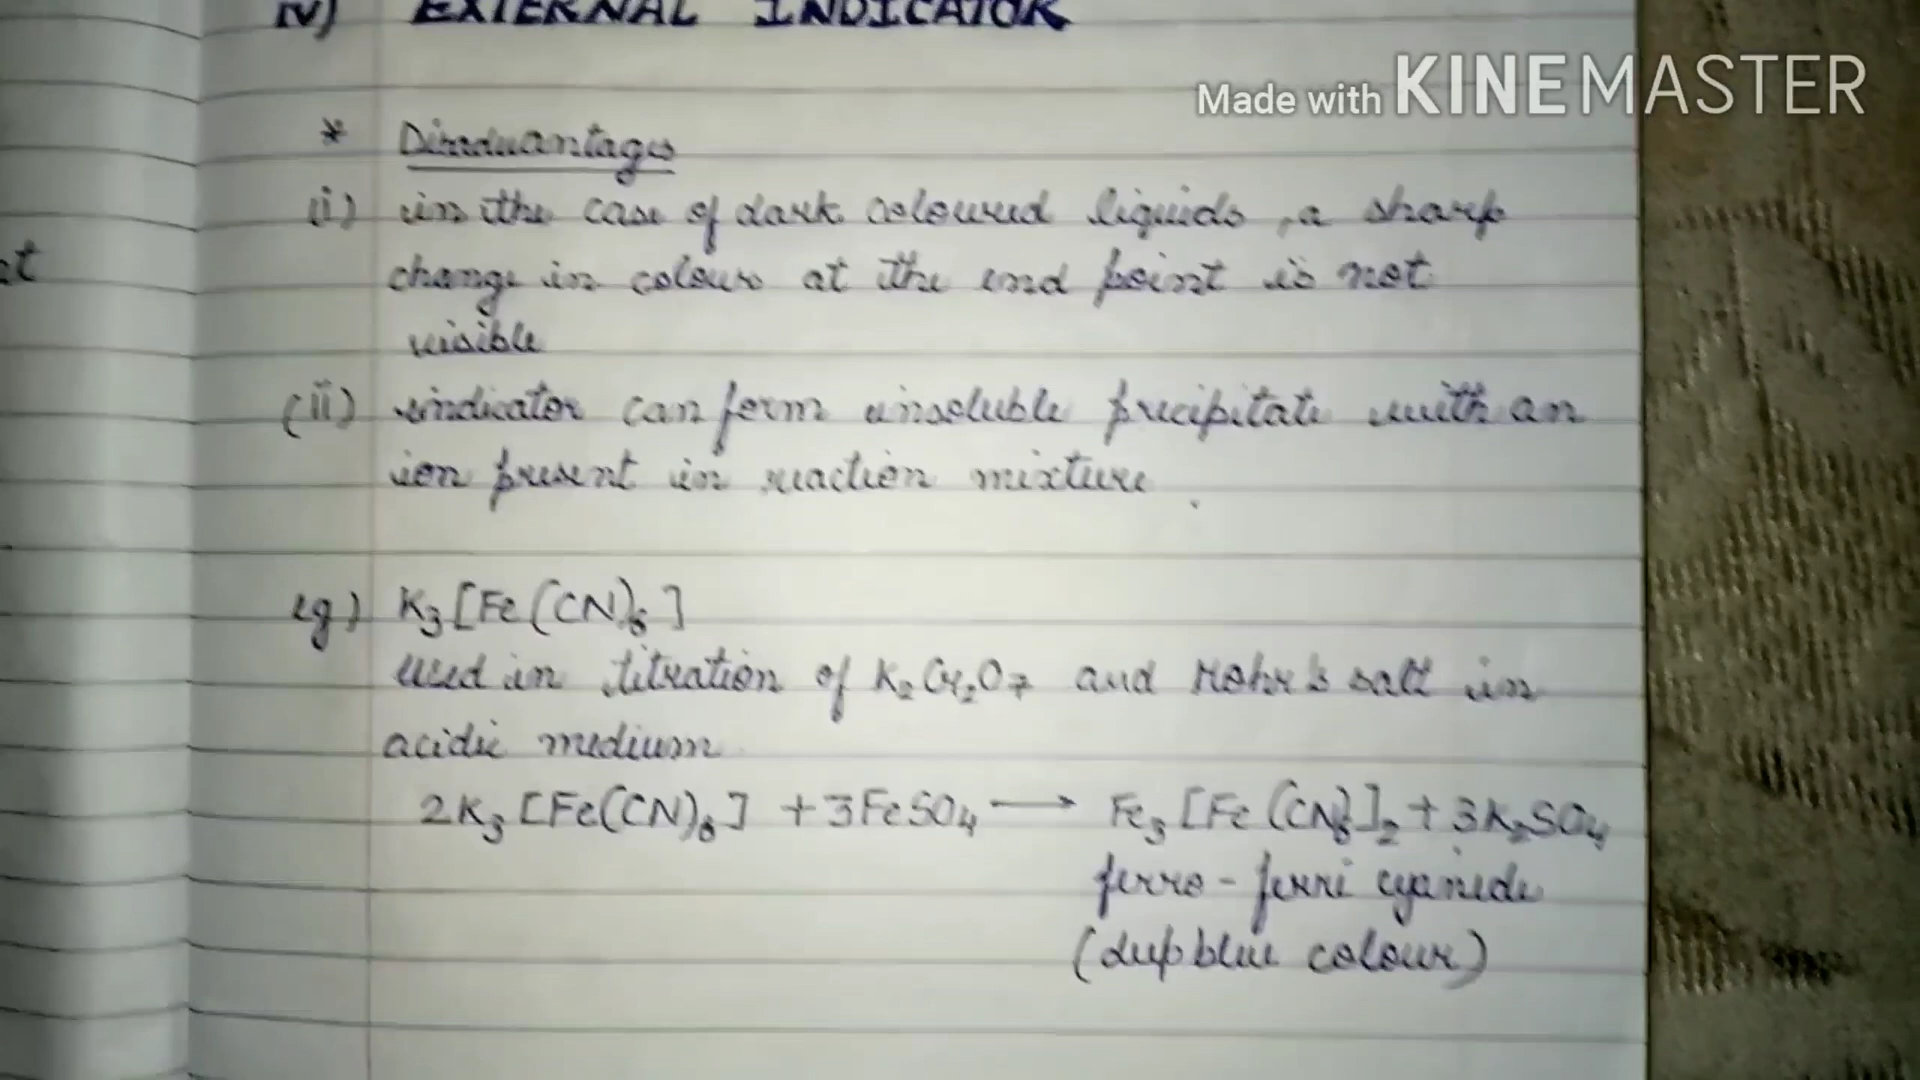 IV) EXTERNAL INDICATOR
Made with KINEMASTER
* Disadvantages
(i) in the case of dark coloured liquids, a sharp
change in colour at the end point is not
visible
(ii) indicator can form insoluble precipitate with an
ion present in reaction mixture.
eg) K₃[Fe(CN)₆]
used in titration of K₂Cr₂O₇ and Mohr's salt in
acidic medium
2K₃[Fe(CN)₆] + 3FeSO₄ ⟶ Fe₃[Fe(CN)₆]₂ + 3K₂SO₄
ferro - ferri cyanide
(deep blue colour)